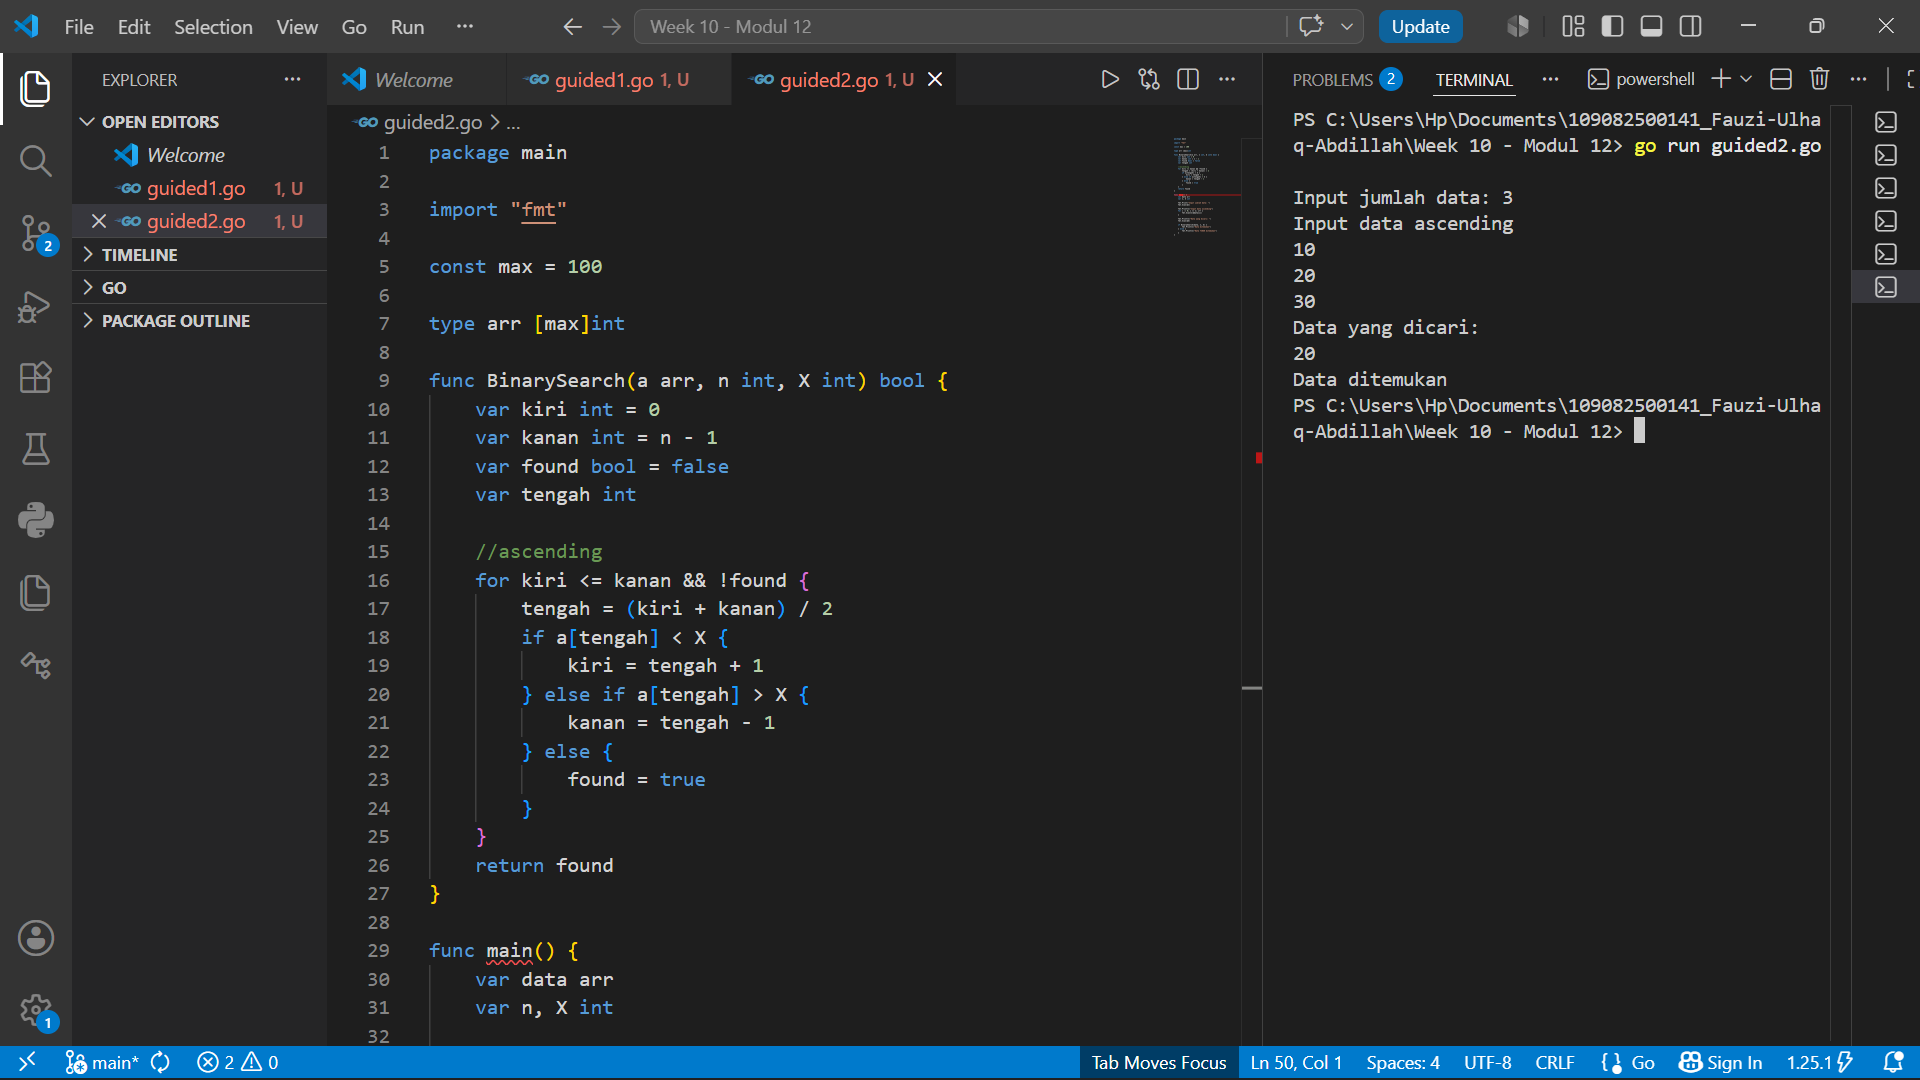 File Edit Selection View Go Run ··· Week 10 - Modul 12 Update
EXPLORER ···
OPEN EDITORS
Welcome
guided1.go 1, U
guided2.go 1, U
TIMELINE
GO
PACKAGE OUTLINE
2
1
Welcome
guided1.go 1, U
guided2.go 1, U
guided2.go > ...
1 package main
2
3 import "fmt"
4
5 const max = 100
6
7 type arr [max]int
8
9 func BinarySearch(a arr, n int, X int) bool {
10 var kiri int = 0
11 var kanan int = n - 1
12 var found bool = false
13 var tengah int
14
15 //ascending
16 for kiri <= kanan && !found {
17 tengah = (kiri + kanan) / 2
18 if a[tengah] < X {
19 kiri = tengah + 1
20 } else if a[tengah] > X {
21 kanan = tengah - 1
22 } else {
23 found = true
24 }
25 }
26 return found
27 }
28
29 func main() {
30 var data arr
31 var n, X int
32
PROBLEMS 2 TERMINAL ··· powershell
PS C:\Users\Hp\Documents\109082500141_Fauzi-Ulha
q-Abdillah\Week 10 - Modul 12> go run guided2.go
Input jumlah data: 3
Input data ascending
10
20
30
Data yang dicari:
20
Data ditemukan
PS C:\Users\Hp\Documents\109082500141_Fauzi-Ulha
q-Abdillah\Week 10 - Modul 12>
main* 2 0 Tab Moves Focus Ln 50, Col 1 Spaces: 4 UTF-8 CRLF { } Go Sign In 1.25.1